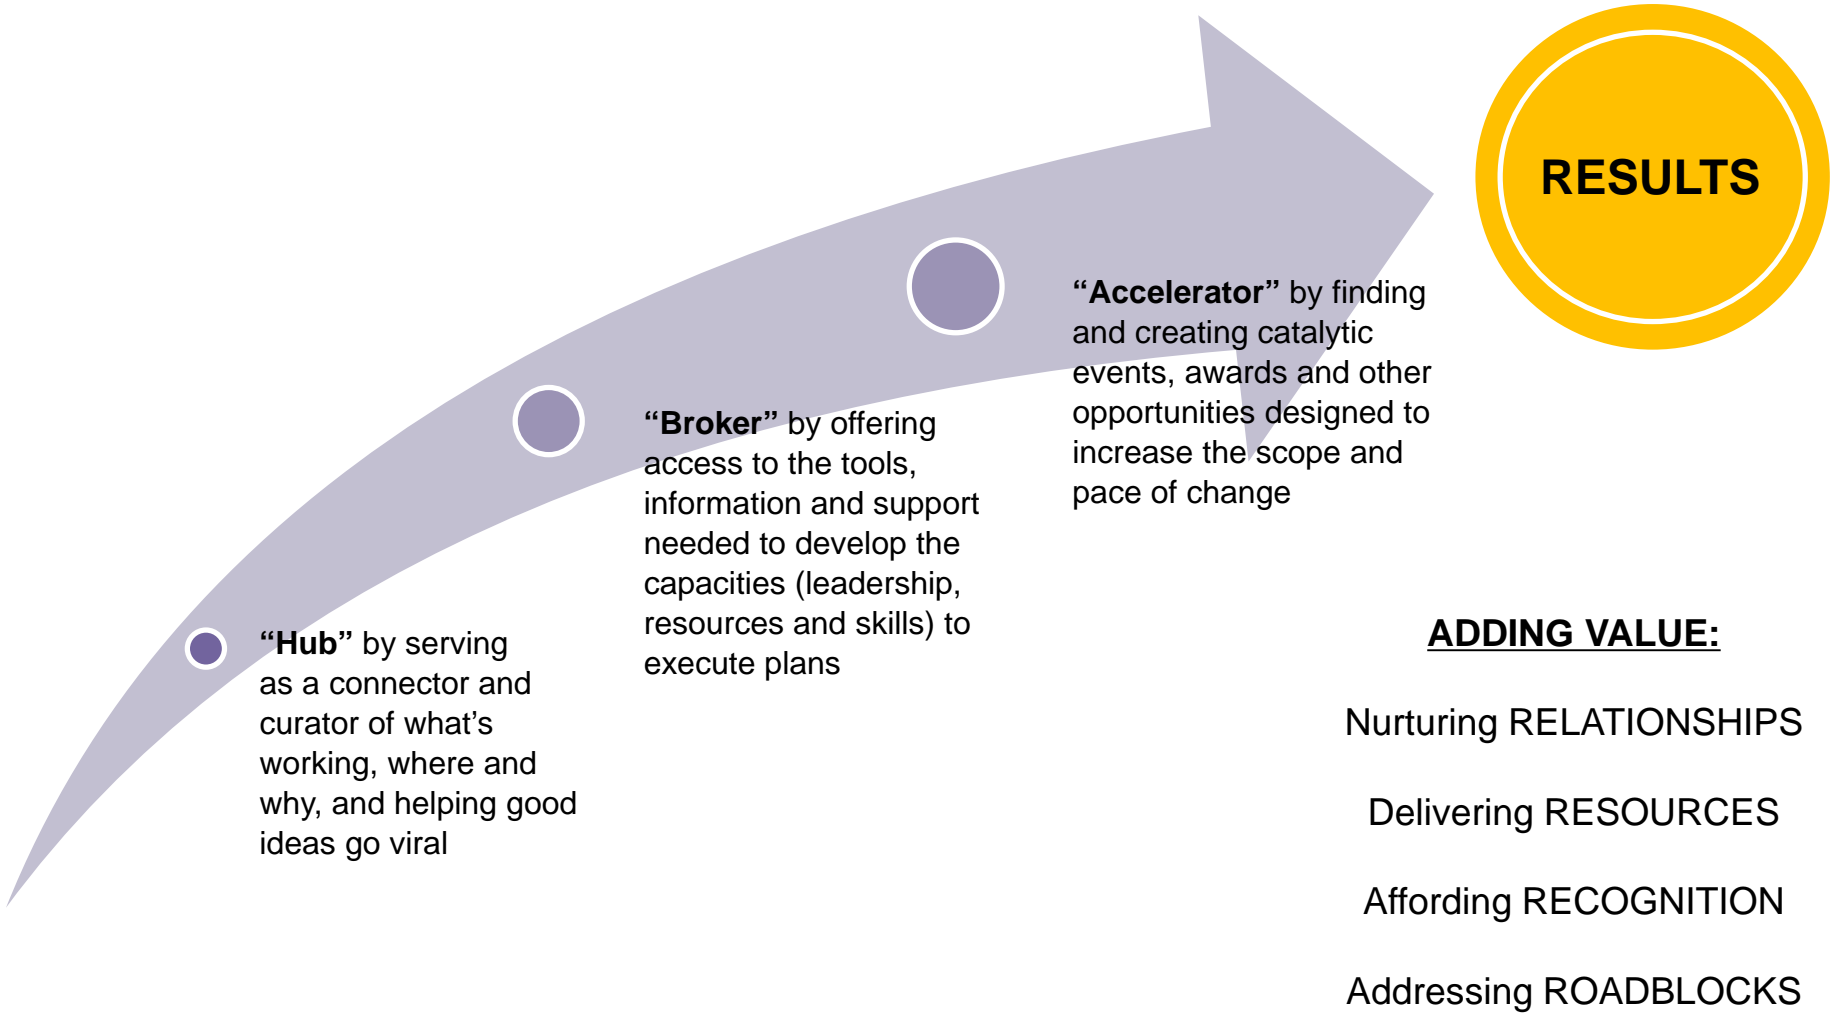 RESULTS
“Accelerator” by finding
and creating catalytic
events, awards and other
opportunities designed to
increase the scope and
pace of change
“Broker” by offering
access to the tools,
information and support
needed to develop the
capacities (leadership,
resources and skills) to
execute plans
“Hub” by serving
as a connector and
curator of what’s
working, where and
why, and helping good
ideas go viral
ADDING VALUE:
Nurturing RELATIONSHIPS
Delivering RESOURCES
Affording RECOGNITION
Addressing ROADBLOCKS